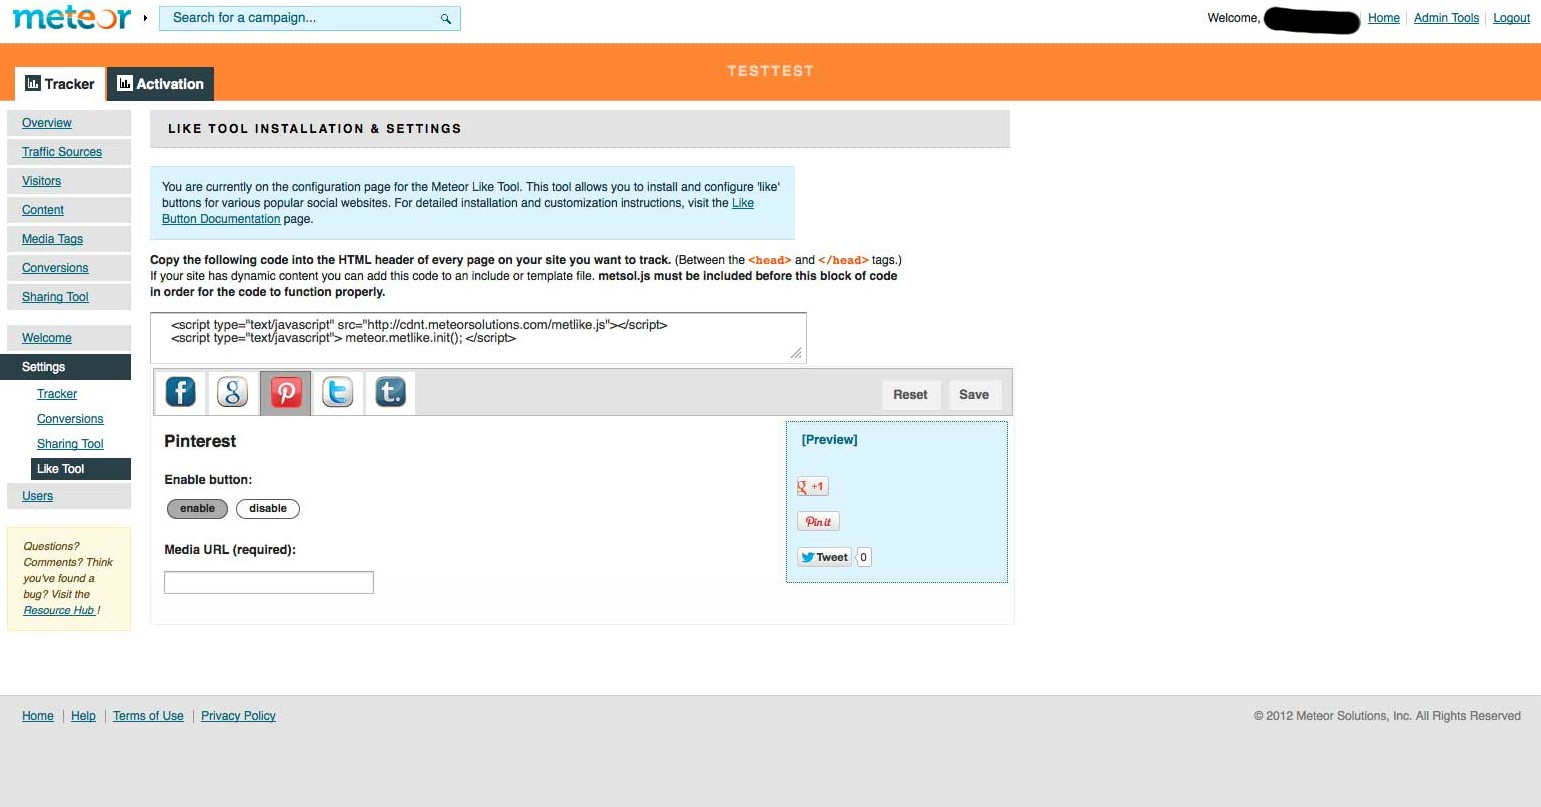 meteor
Search for a campaign...
Welcome,
Home
Admin Tools
Logout
TESTTEST
Tracker
Activation
Overview
Traffic Sources
Visitors
Content
Media Tags
Conversions
Sharing Tool
Welcome
Settings
Tracker
Conversions
Sharing Tool
Like Tool
Users
Questions?
Comments? Think
you've found a
bug? Visit the
Resource Hub !
LIKE TOOL INSTALLATION & SETTINGS
You are currently on the configuration page for the Meteor Like Tool. This tool allows you to install and configure 'like'
buttons for various popular social websites. For detailed installation and customization instructions, visit the Like
Button Documentation page.
Copy the following code into the HTML header of every page on your site you want to track. (Between the <head> and </head> tags.)
If your site has dynamic content you can add this code to an include or template file. metsol.js must be included before this block of code
in order for the code to function properly.
<script type="text/javascript" src="http://cdnt.meteorsolutions.com/metlike.js"></script>
<script type="text/javascript"> meteor.metlike.init(); </script>
f
g
p
t
t.
Reset
Save
Pinterest
Enable button:
enable
disable
Media URL (required):
[Preview]
g +1
Pin it
Tweet
0
Home
Help
Terms of Use
Privacy Policy
© 2012 Meteor Solutions, Inc. All Rights Reserved